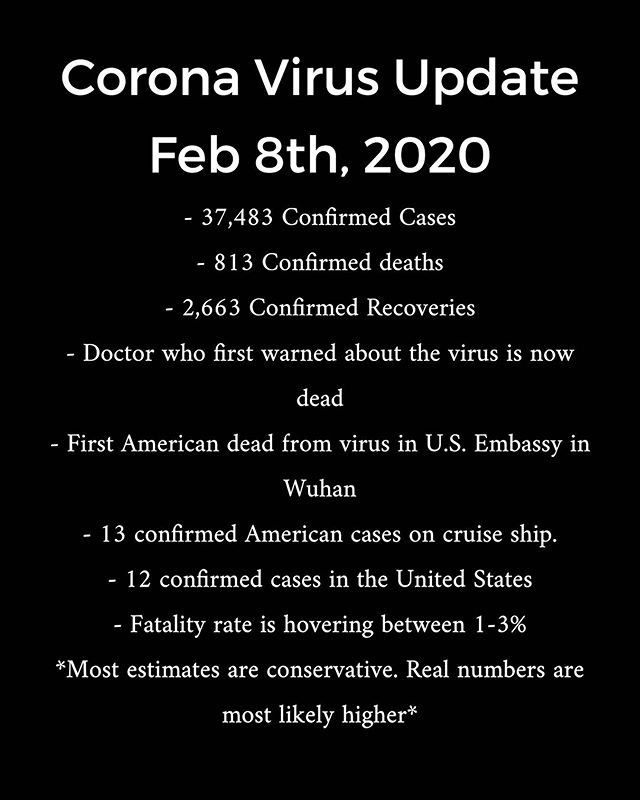 Corona Virus Update
Feb 8th, 2020
- 37,483 Confirmed Cases
- 813 Confirmed deaths
- 2,663 Confirmed Recoveries
- Doctor who first warned about the virus is now
dead
- First American dead from virus in U.S. Embassy in
Wuhan
- 13 confirmed American cases on cruise ship.
- 12 confirmed cases in the United States
- Fatality rate is hovering between 1-3%
*Most estimates are conservative. Real numbers are
most likely higher*